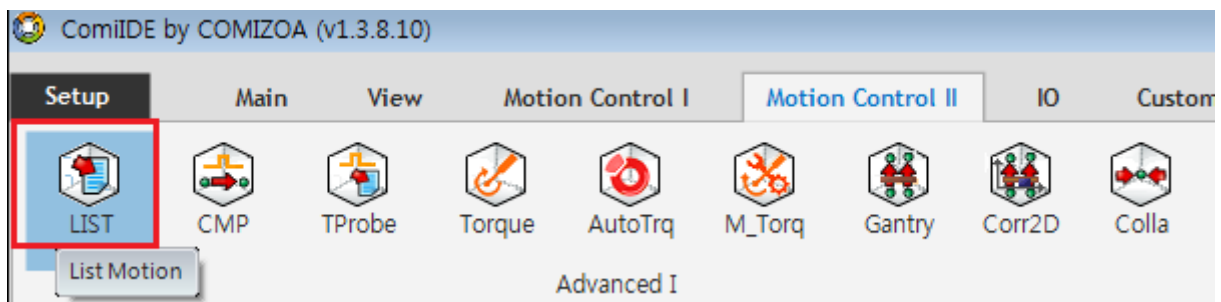 ComiIDE by COMIZOA (v1.3.8.10)
Setup Main View Motion Control I Motion Control II IO Custom
LIST CMP TProbe Torque AutoTrq M_Torq Gantry Corr2D Colla
List Motion
Advanced I